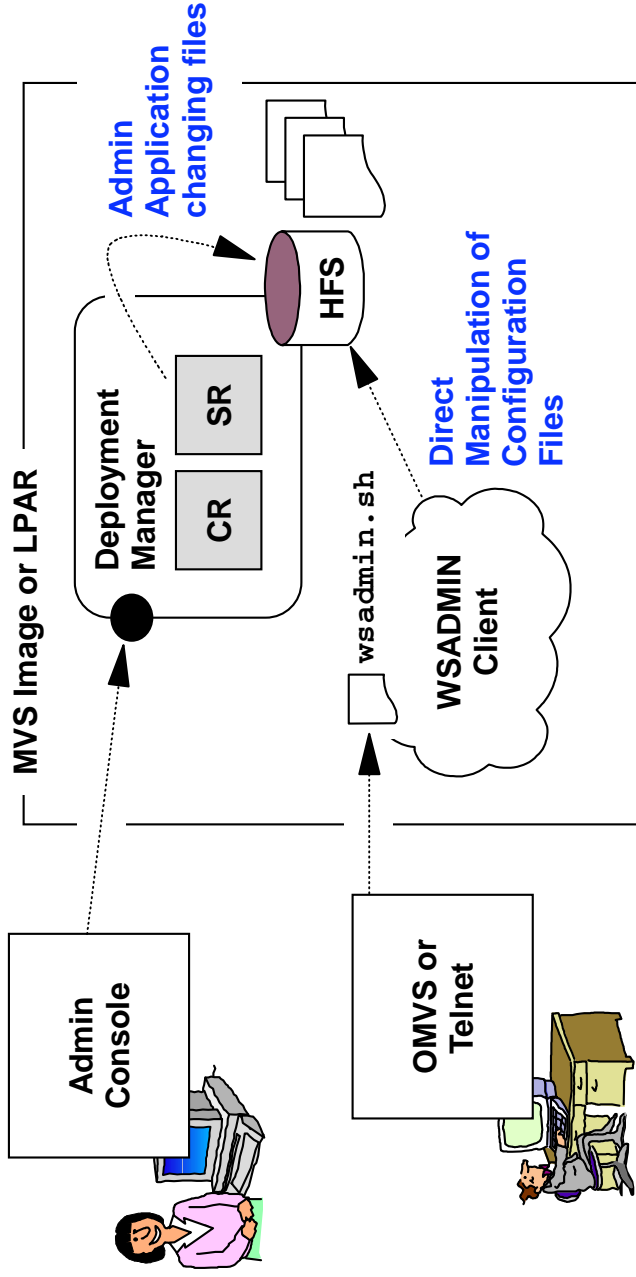 MVS Image or LPAR
Admin
Console
Deployment
Manager
CR
SR
Admin
Application
changing files
HFS
OMVS or
Telnet
wsadmin.sh
WSADMIN
Client
Direct
Manipulation of
Configuration
Files